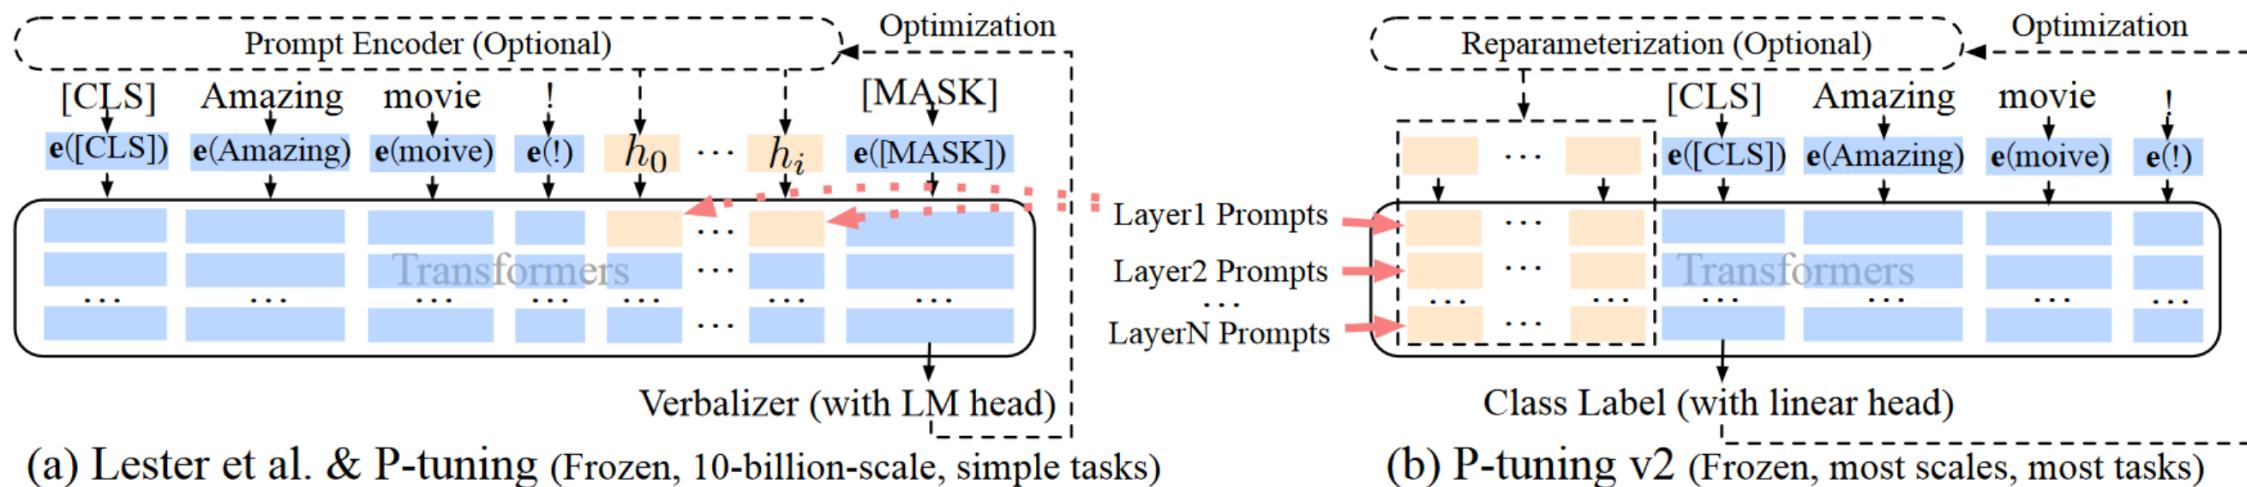 Prompt Encoder (Optional)
Optimization
[CLS] Amazing movie ! [MASK]
e([CLS]) e(Amazing) e(moive) e(!) h0 ... hi e([MASK])
... ...
Transformers
... ...
... ... ... ... ... ... ...
...
Verbalizer (with LM head)
(a) Lester et al. & P-tuning (Frozen, 10-billion-scale, simple tasks)
Layer1 Prompts
Layer2 Prompts
...
LayerN Prompts
Reparameterization (Optional)
Optimization
[CLS] Amazing movie !
... e([CLS]) e(Amazing) e(moive) e(!)
...
... Transformers
... ... ... ... ... ...
...
Class Label (with linear head)
(b) P-tuning v2 (Frozen, most scales, most tasks)